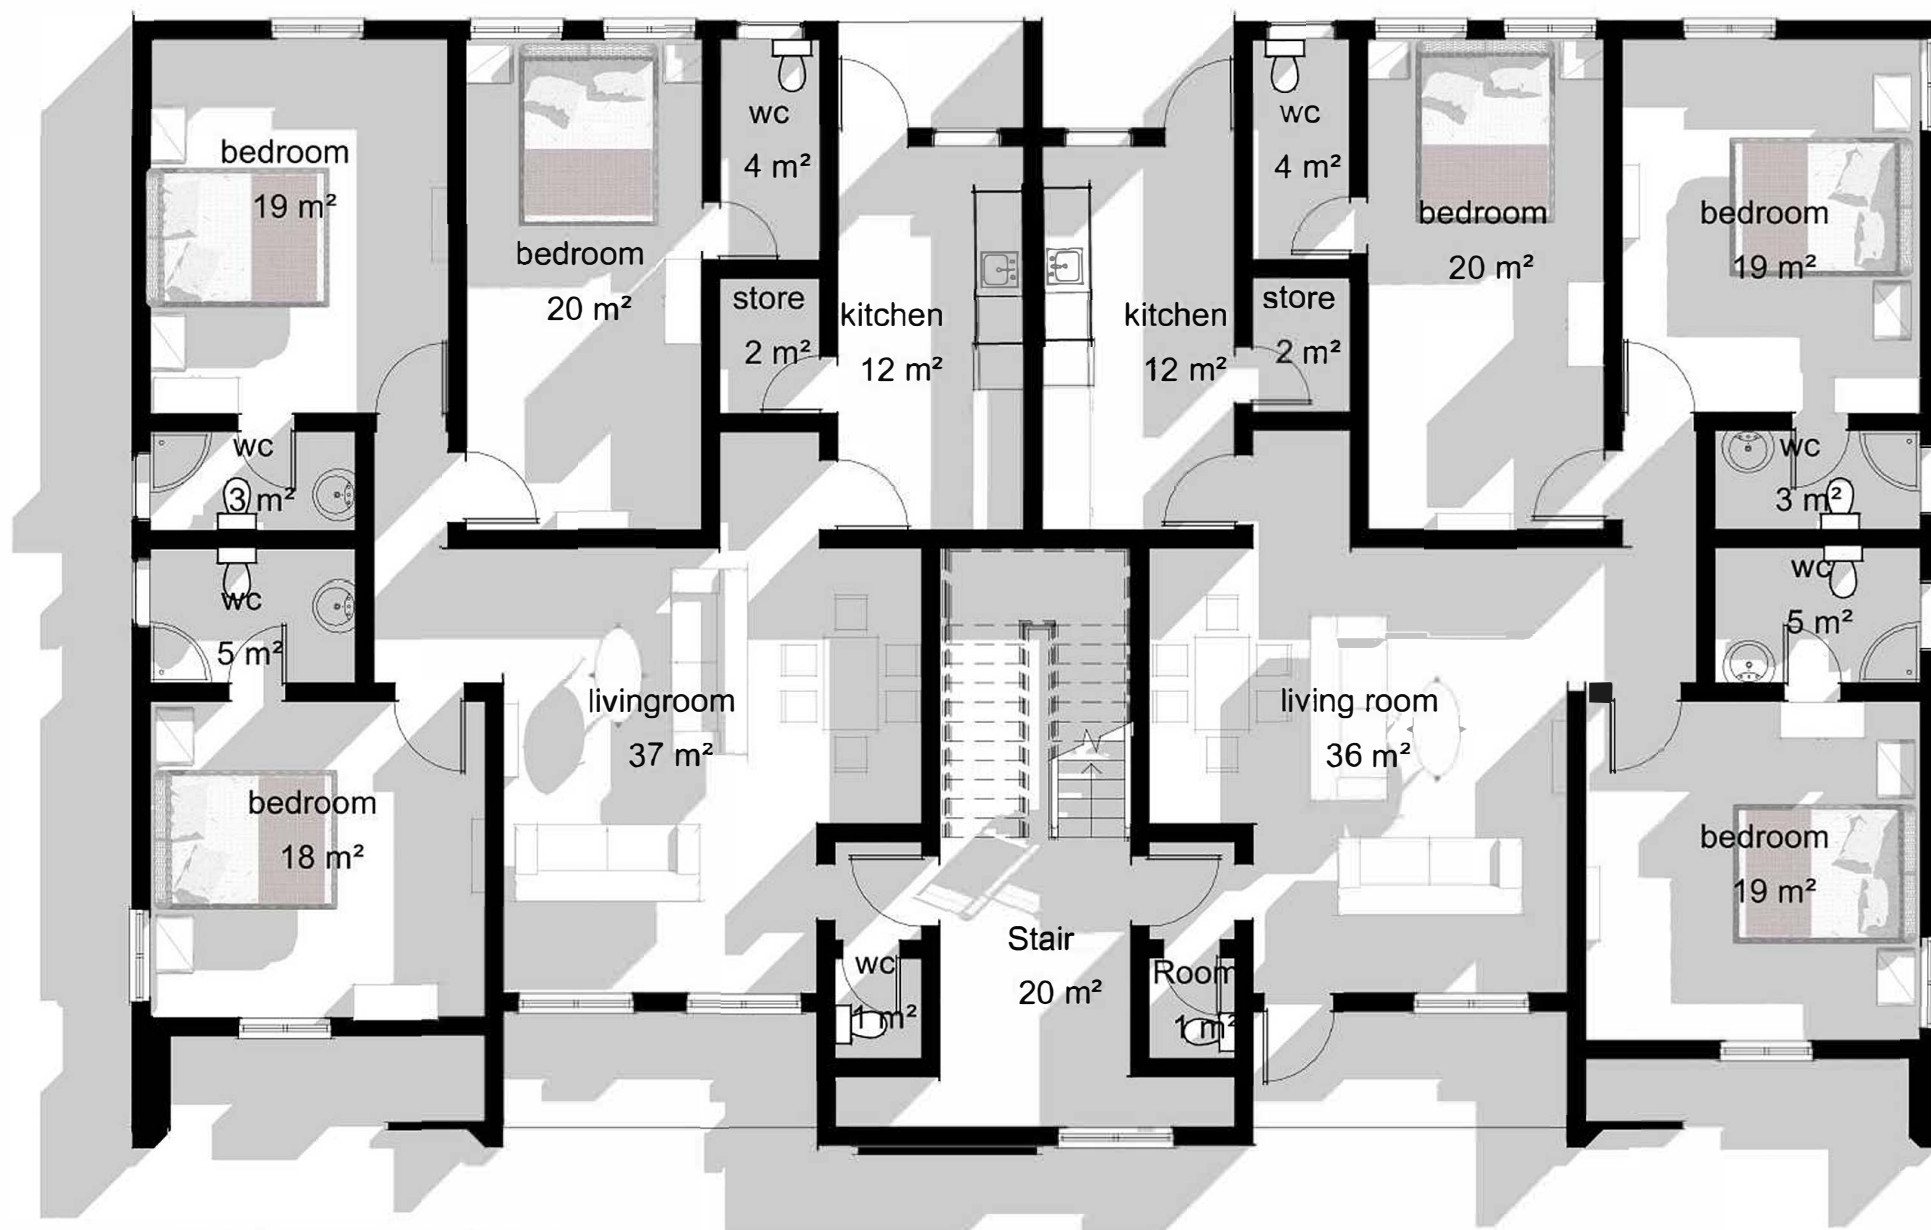 bedroom
19 m²
bedroom
20 m²
wc
4 m²
store
2 m²
kitchen
12 m²
kitchen
12 m²
wc
4 m²
store
2 m²
bedroom
20 m²
bedroom
19 m²
wc
3 m²
wc
5 m²
bedroom
18 m²
livingroom
37 m²
living room
36 m²
wc
3 m²
wc
5 m²
bedroom
19 m²
wc
1 m²
Stair
20 m²
Room
1 m²